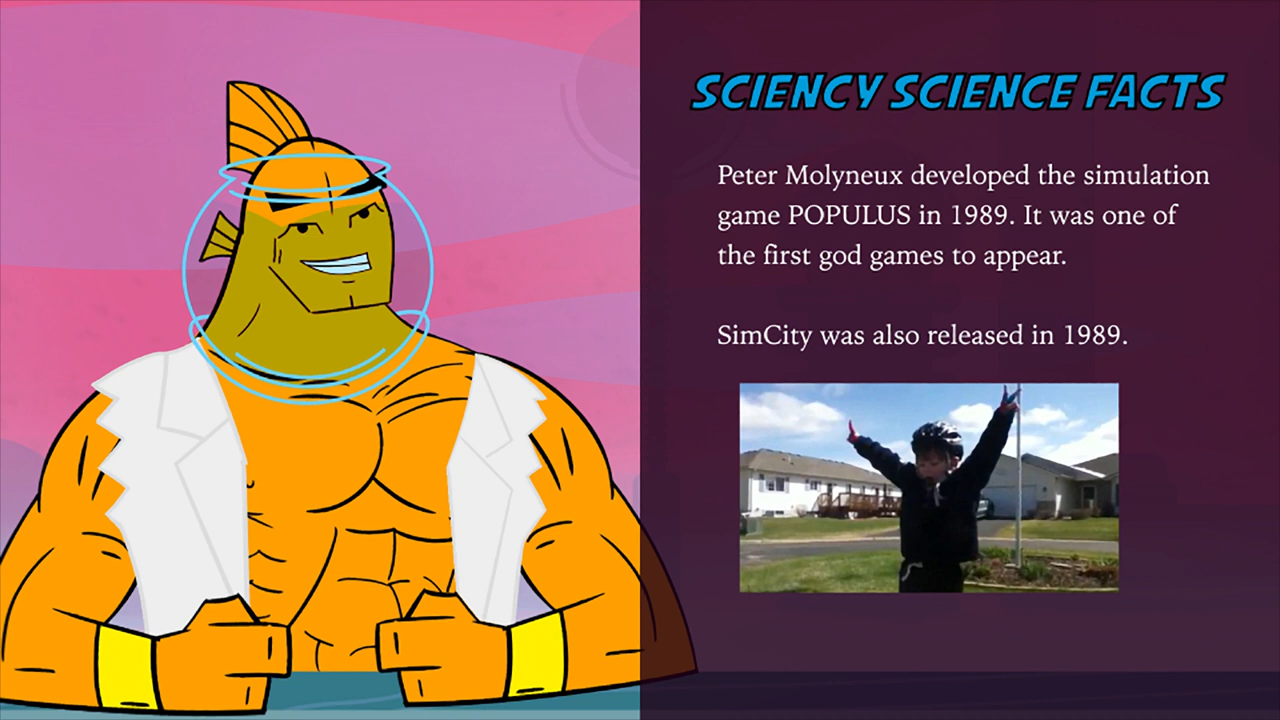 SCIENCY SCIENCE FACTS
Peter Molyneux developed the simulation
game POPULUS in 1989. It was one of
the first god games to appear.
SimCity was also released in 1989.